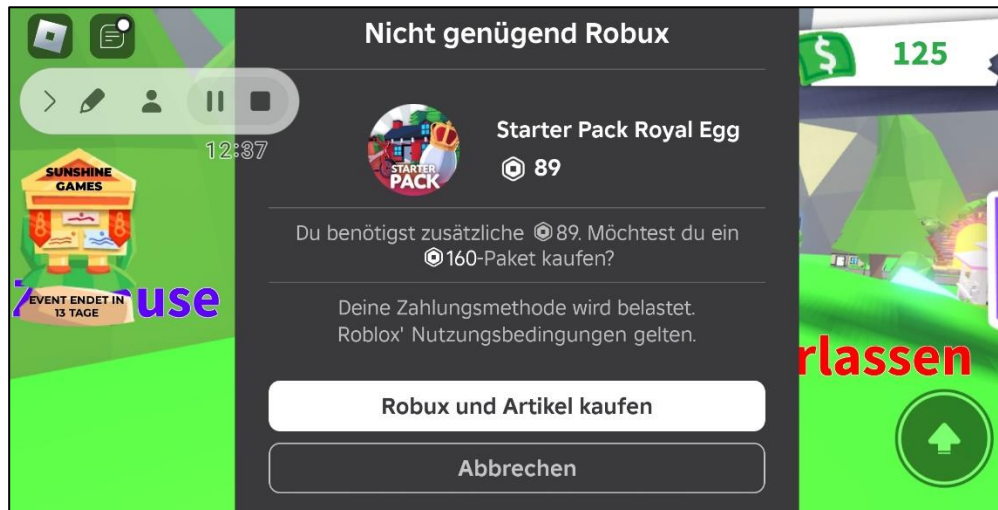 Nicht genügend Robux
125
Starter Pack Royal Egg
89
STARTER
PACK
12:37
SUNSHINE
GAMES
Du benötigst zusätzliche 89. Möchtest du ein
160-Paket kaufen?
EVENT ENDET IN
13 TAGE
use
Deine Zahlungsmethode wird belastet.
Roblox' Nutzungsbedingungen gelten.
rlassen
Robux und Artikel kaufen
Abbrechen